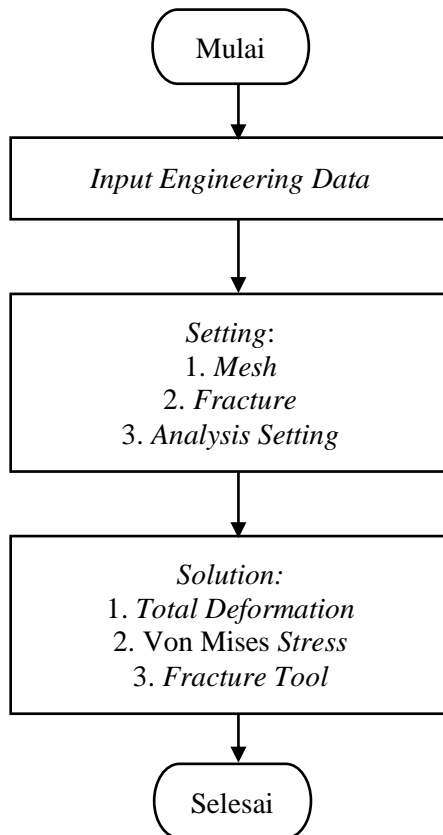 Mulai
Input Engineering Data
Setting:
1. Mesh
2. Fracture
3. Analysis Setting
Solution:
1. Total Deformation
2. Von Mises Stress
3. Fracture Tool
Selesai